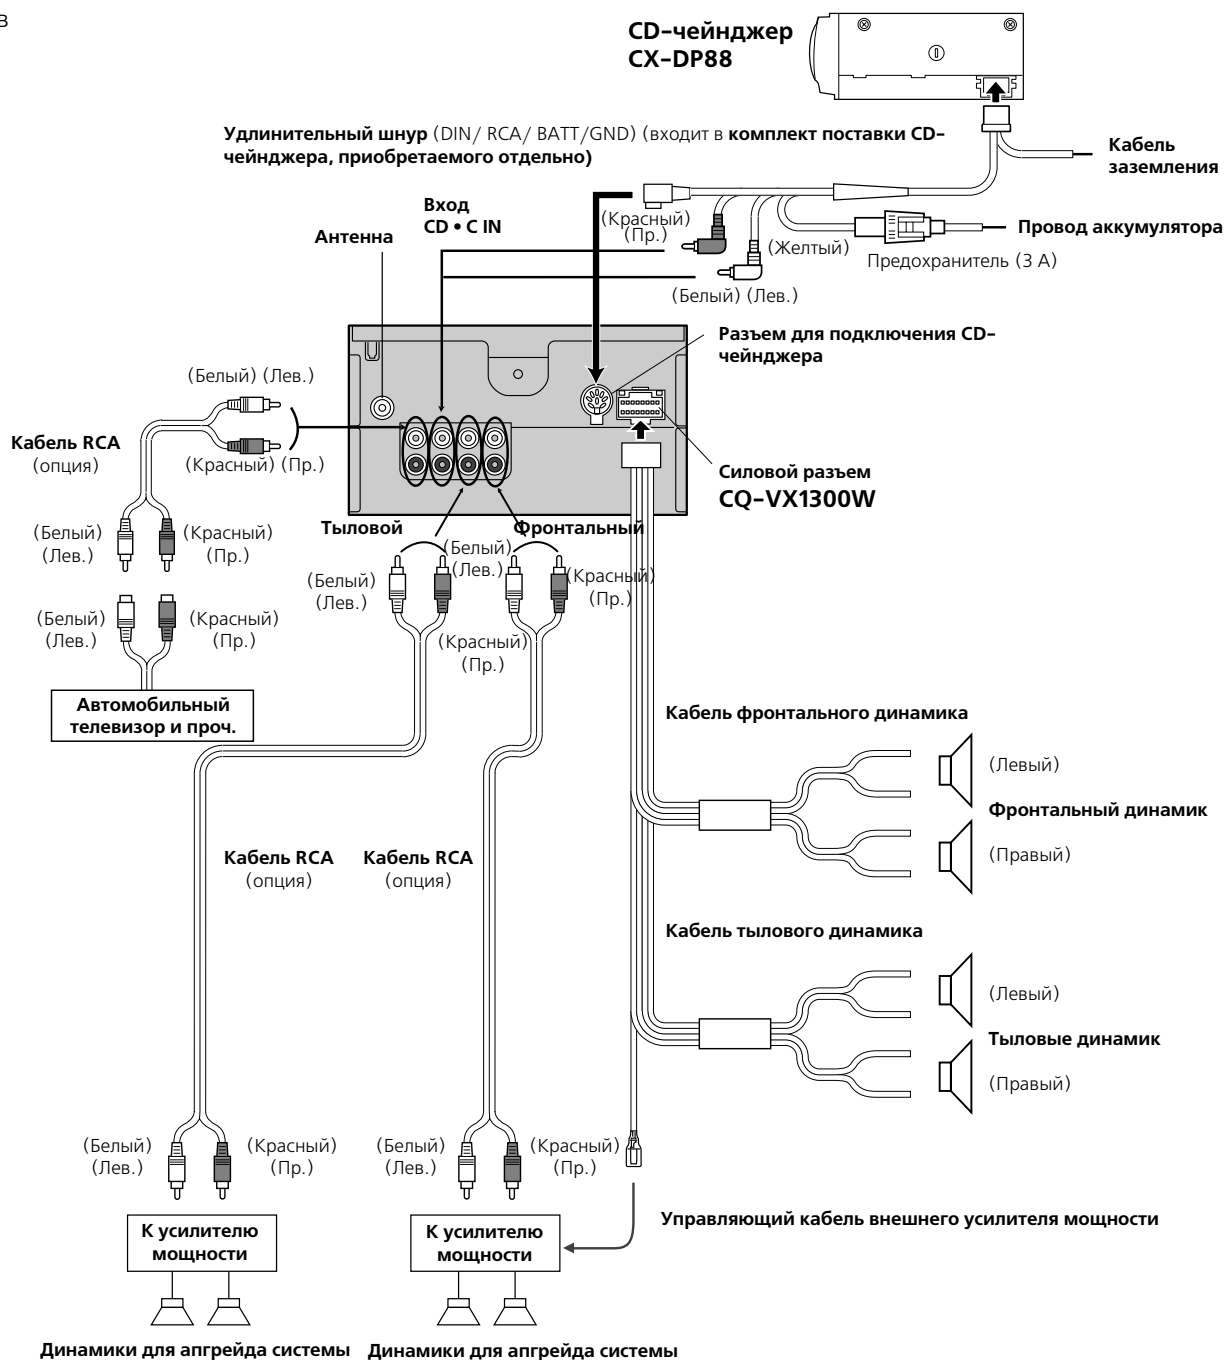 в
CD-чейнджер
CX-DP88
Удлинительный шнур (DIN/ RCA/ BATT/GND) (входит в комплект поставки CD-
чейнджера, приобретаемого отдельно)
Кабель
заземления
Вход
CD • C IN
Антенна
(Красный)
(Пр.)
(Желтый)
Провод аккумулятора
Предохранитель (3 А)
(Белый) (Лев.)
Разъем для подключения CD-
чейнджера
(Белый) (Лев.)
Кабель RCA
(опция)
(Красный) (Пр.)
Силовой разъем
CQ-VX1300W
(Белый)
(Лев.)
(Красный)
(Пр.)
Тыловой
Фронтальный
(Белый)
(Лев.)
(Белый)
(Лев.)
(Красный)
(Пр.)
(Белый)
(Лев.)
(Красный)
(Пр.)
(Красный)
(Пр.)
Автомобильный
телевизор и проч.
Кабель фронтального динамика
(Левый)
Фронтальный динамик
(Правый)
Кабель RCA
(опция)
Кабель RCA
(опция)
Кабель тылового динамика
(Левый)
Тыловые динамик
(Правый)
(Белый)
(Лев.)
(Красный)
(Пр.)
(Белый)
(Лев.)
(Красный)
(Пр.)
К усилителю
мощности
К усилителю
мощности
Управляющий кабель внешнего усилителя мощности
Динамики для апгрейда системы
Динамики для апгрейда системы